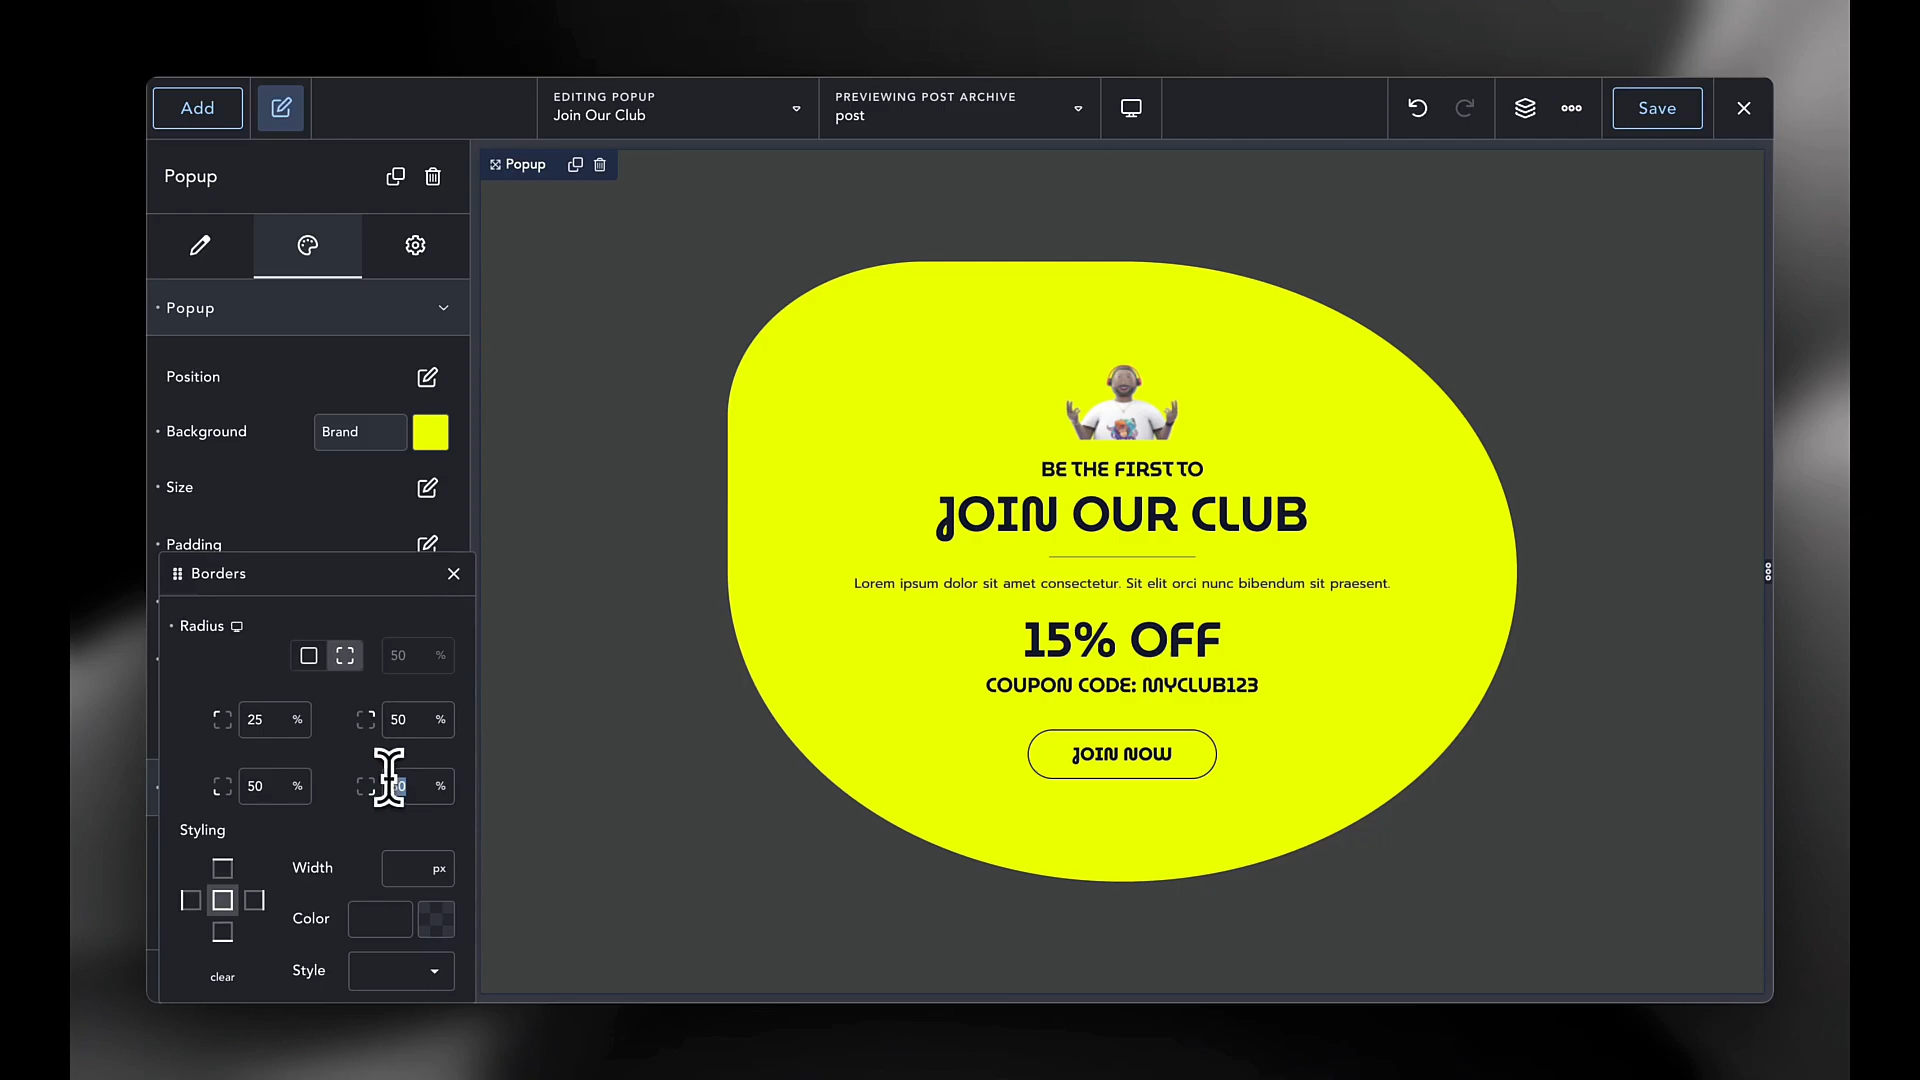 Add
EDITING POPUP
Join Our Club
PREVIEWING POST ARCHIVE
post
Save
Popup
Popup
Popup
Position
Background
Brand
Size
Padding
Borders
Radius
50 %
25 %
50 %
50 %
%
Styling
Width
px
Color
Style
clear
BE THE FIRST TO
JOIN OUR CLUB
Lorem ipsum dolor sit amet consectetur. Sit elit orci nunc bibendum sit praesent.
15% OFF
COUPON CODE: MYCLUB123
JOIN NOW